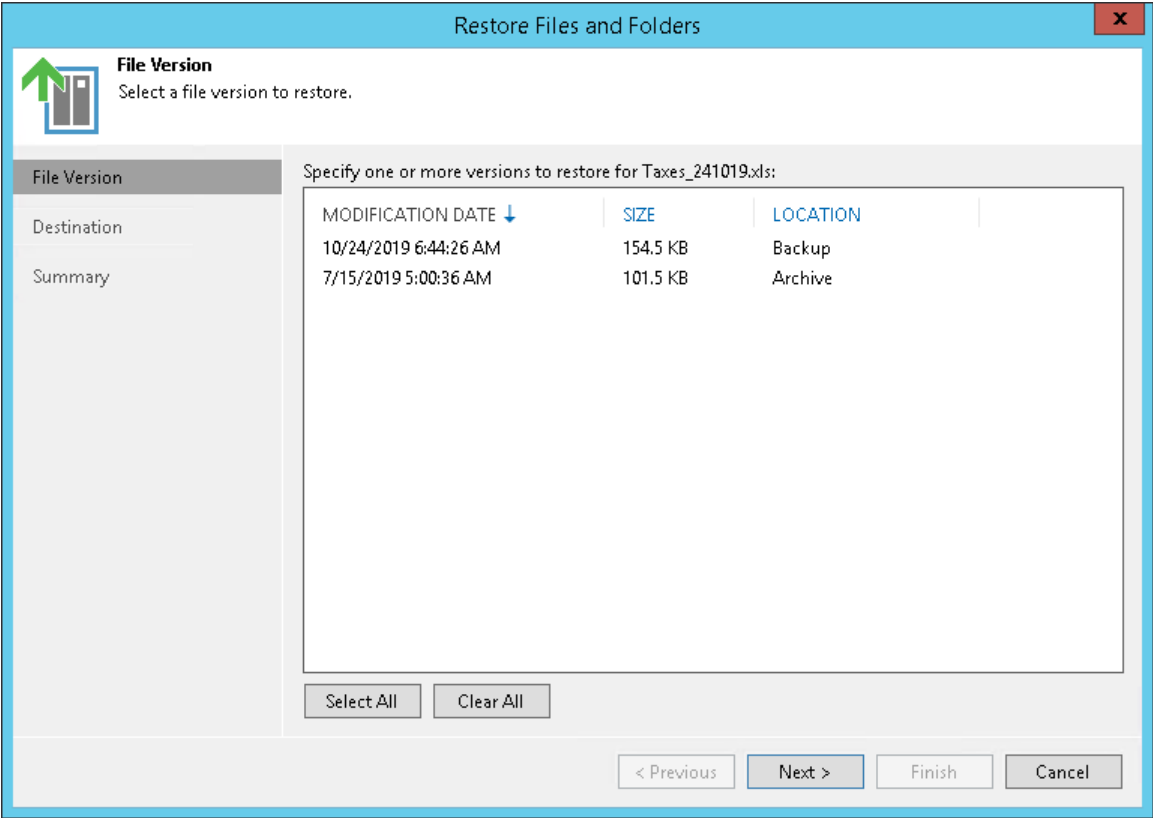 Restore Files and Folders
x
File Version
Select a file version to restore.
File Version
Destination
Summary
Specify one or more versions to restore for Taxes_241019.xls:
MODIFICATION DATE ↓ SIZE LOCATION
10/24/2019 6:44:26 AM 154.5 KB Backup
7/15/2019 5:00:36 AM 101.5 KB Archive
Select All Clear All
< Previous Next > Finish Cancel